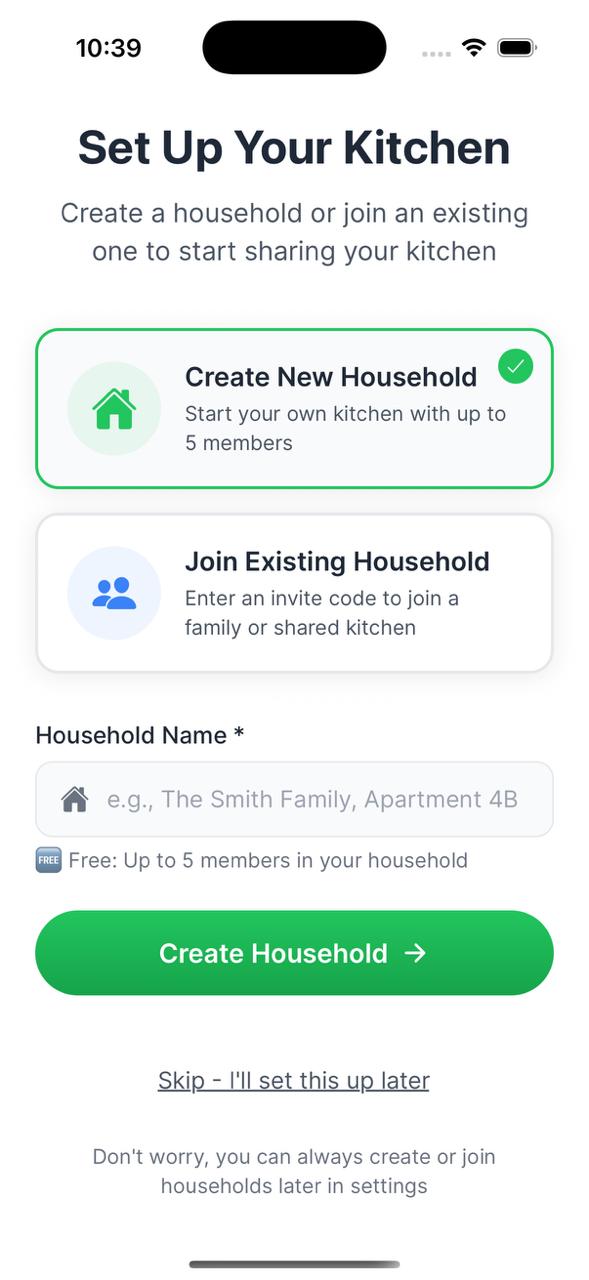 10:39
Set Up Your Kitchen
Create a household or join an existing
one to start sharing your kitchen
Create New Household
Start your own kitchen with up to
5 members
Join Existing Household
Enter an invite code to join a
family or shared kitchen
Household Name *
e.g., The Smith Family, Apartment 4B
FREE Free: Up to 5 members in your household
Create Household →
Skip - I'll set this up later
Don't worry, you can always create or join
households later in settings